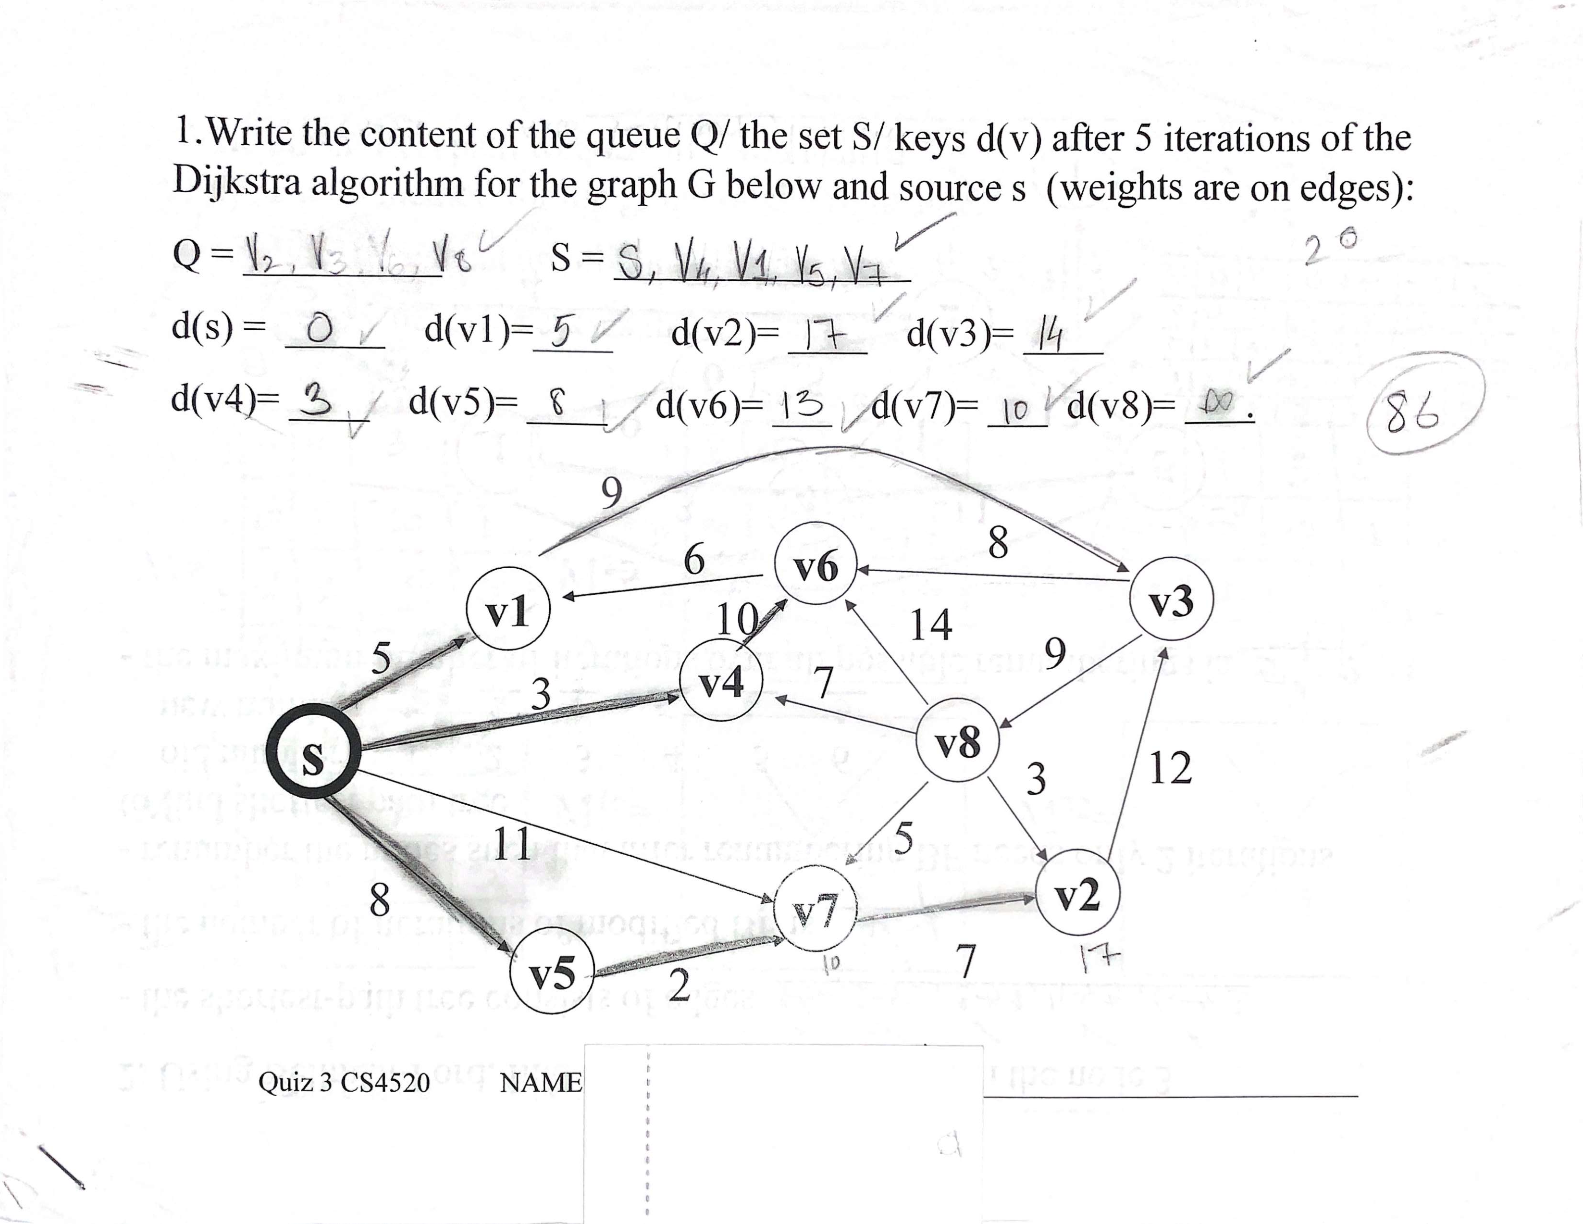 1.Write the content of the queue Q/ the set S/ keys d(v) after 5 iterations of the
Dijkstra algorithm for the graph G below and source s (weights are on edges):
Q = V2, V3, V6, V8 ✓ S = S, V4, V1, V5, V7 ✓ 20
d(s) = 0 ✓ d(v1)= 5 ✓ d(v2)= 17 ✓ d(v3)= 14 ✓
d(v4)= 3 ✓ d(v5)= 8 ✓ d(v6)= 13 ✓ d(v7)= 10 ✓ d(v8)= ∞. ✓ 86
9
8
6
v6
v3
v1
10
14
5
9
3
v4
7
s
v8
3
12
11
5
8
v7
v2
10
17
v5
2
7
Quiz 3 CS4520 NAME